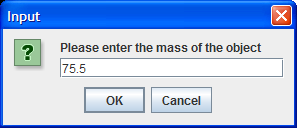 Input
Please enter the mass of the object
75.5
OK Cancel